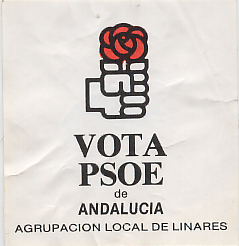 VOTA
PSOE
de
ANDALUCIA
AGRUPACION LOCAL DE LINARES